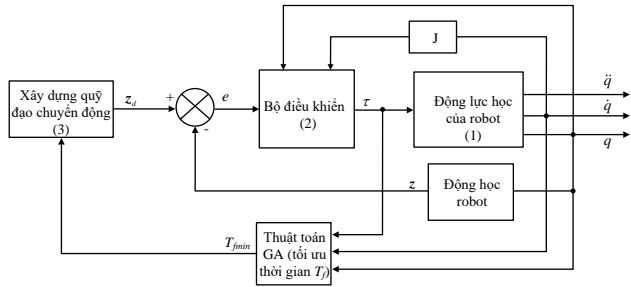 J
Xây dựng quỹ
đạo chuyển động
(3)
z_d
+
-
e
Bộ điều khiển
(2)
τ
Động lực học
của robot
(1)
q̈
q̇
q
z
Động học
robot
T_fmin
Thuật toán
GA (tối ưu
thời gian T_f)